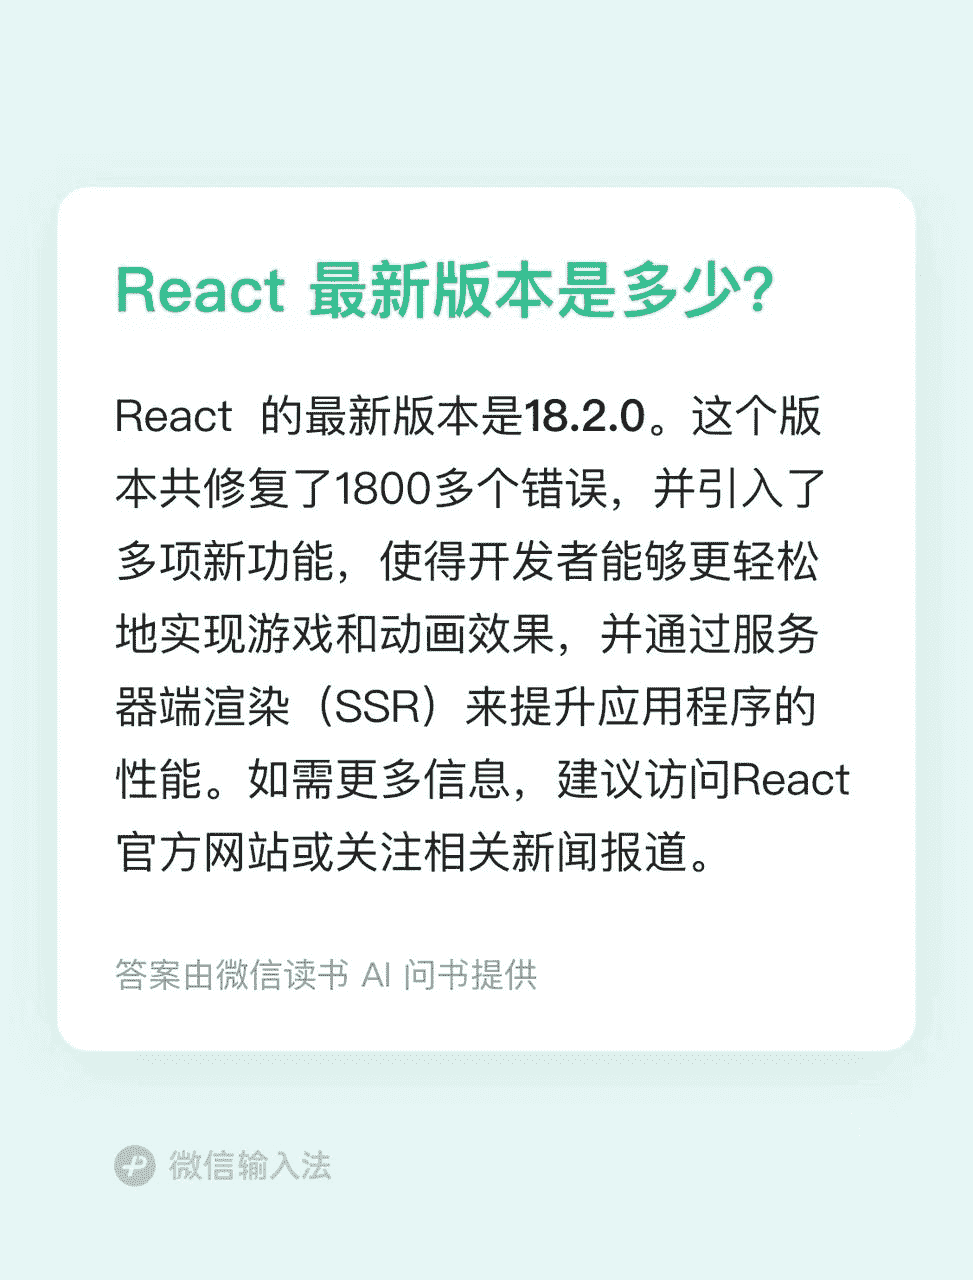 React 最新版本是多少？
React 的最新版本是18.2.0。这个版
本共修复了1800多个错误，并引入了
多项新功能，使得开发者能够更轻松
地实现游戏和动画效果，并通过服务
器端渲染（SSR）来提升应用程序的
性能。如需更多信息，建议访问React
官方网站或关注相关新闻报道。
答案由微信读书 AI 问书提供
微信输入法